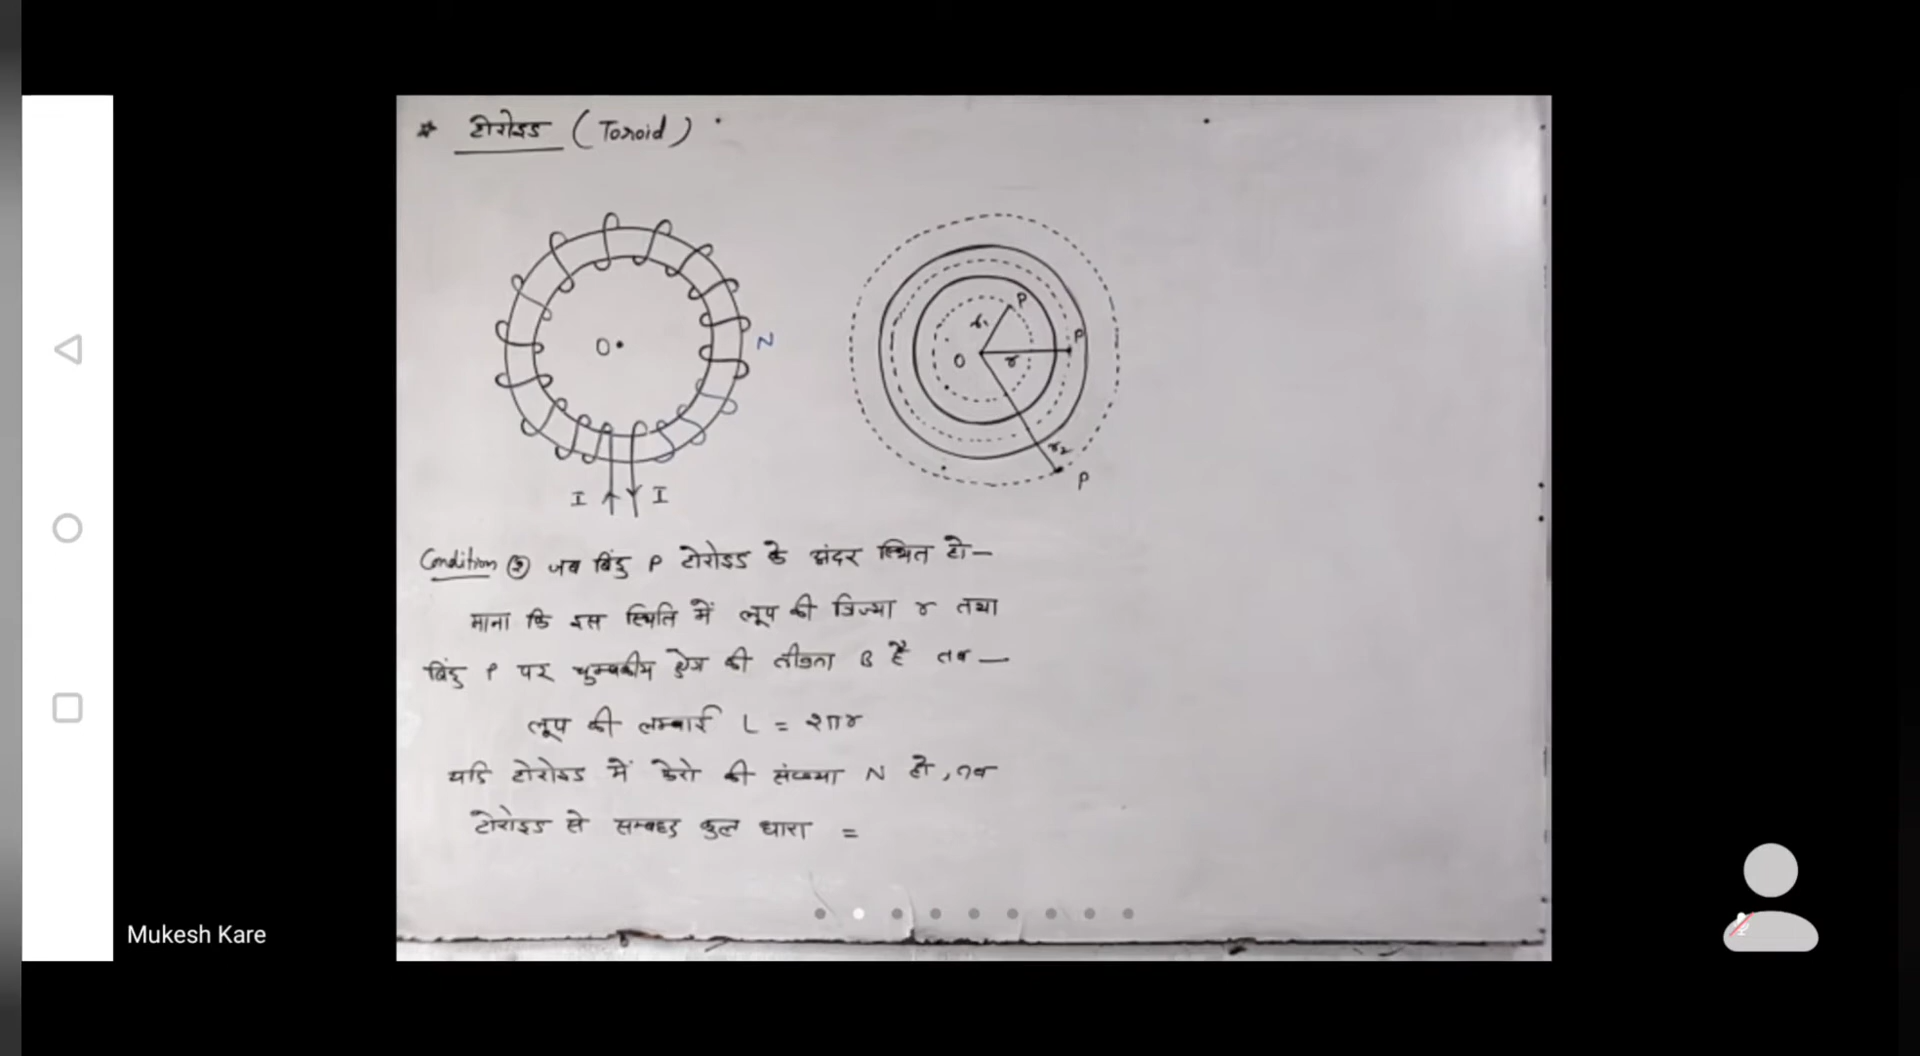 * टोरोइड (Toroid)
O
N
I I
P
r₁
P
O r
r₂
P
Condition ② जब बिंदु P टोरोइड के अंदर स्थित हो—
माना कि इस स्थिति में लूप की त्रिज्या r तथा
बिंदु P पर चुम्बकीय क्षेत्र की तीव्रता B है तब—
लूप की लम्बाई L = 2πr
यदि टोरोइड में फेरो की संख्या N हो, तब
टोरोइड से सम्बद्ध कुल धारा =
Mukesh Kare